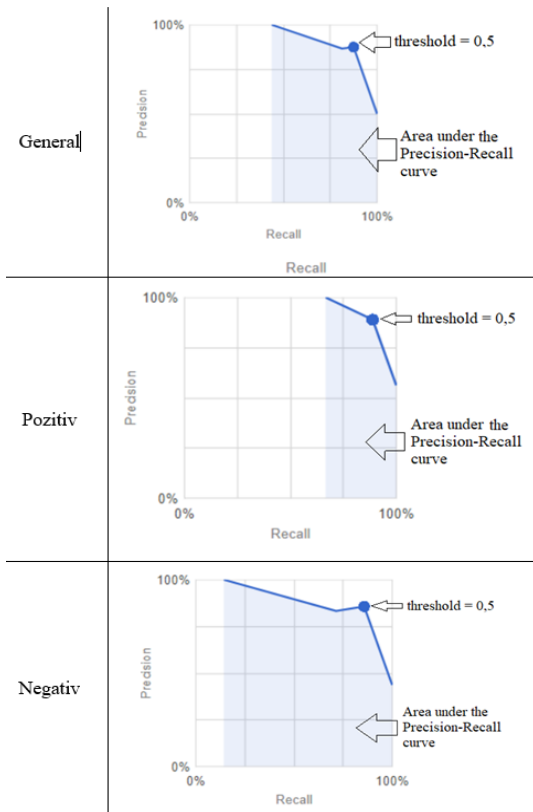 General
100%
Precision
0%
0%
100%
Recall
threshold = 0,5
Area under the
Precision-Recall
curve
Recall
Pozitiv
100%
Precision
0%
0%
100%
Recall
threshold = 0,5
Area under the
Precision-Recall
curve
Negativ
100%
Precision
0%
0%
100%
Recall
threshold = 0,5
Area under the
Precision-Recall
curve